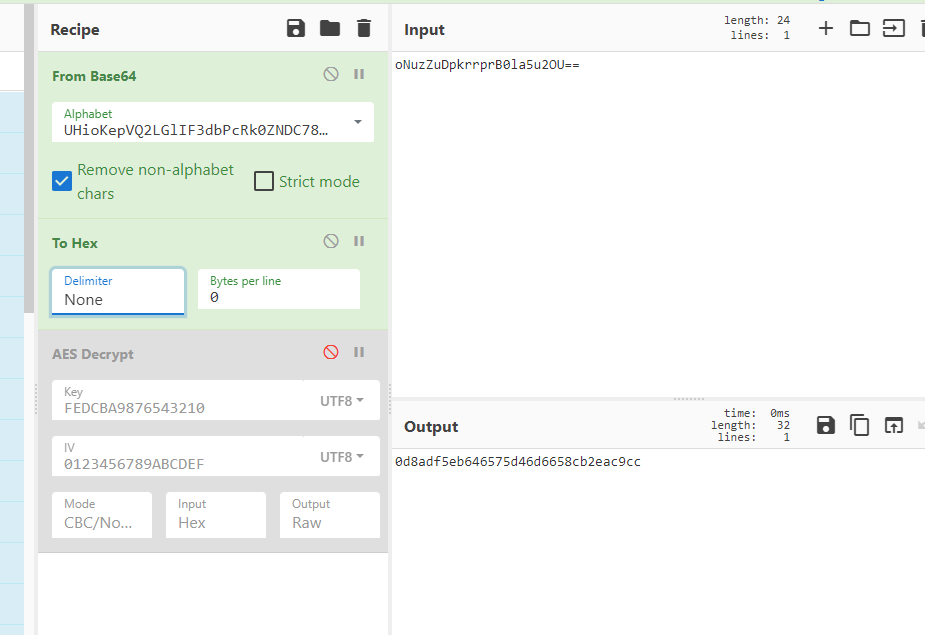 Recipe
From Base64
Alphabet
UHioKepVQ2LGlIF3dbPcRk0ZNDC78…
Remove non-alphabet
chars
Strict mode
To Hex
Delimiter
None
Bytes per line
0
AES Decrypt
Key
FEDCBA9876543210
UTF8
IV
0123456789ABCDEF
UTF8
Mode
CBC/No…
Input
Hex
Output
Raw
Input
length: 24
lines: 1
oNuzZuDpkrrprB0la5u2OU==
Output
time: 0ms
length: 32
lines: 1
0d8adf5eb646575d46d6658cb2eac9cc